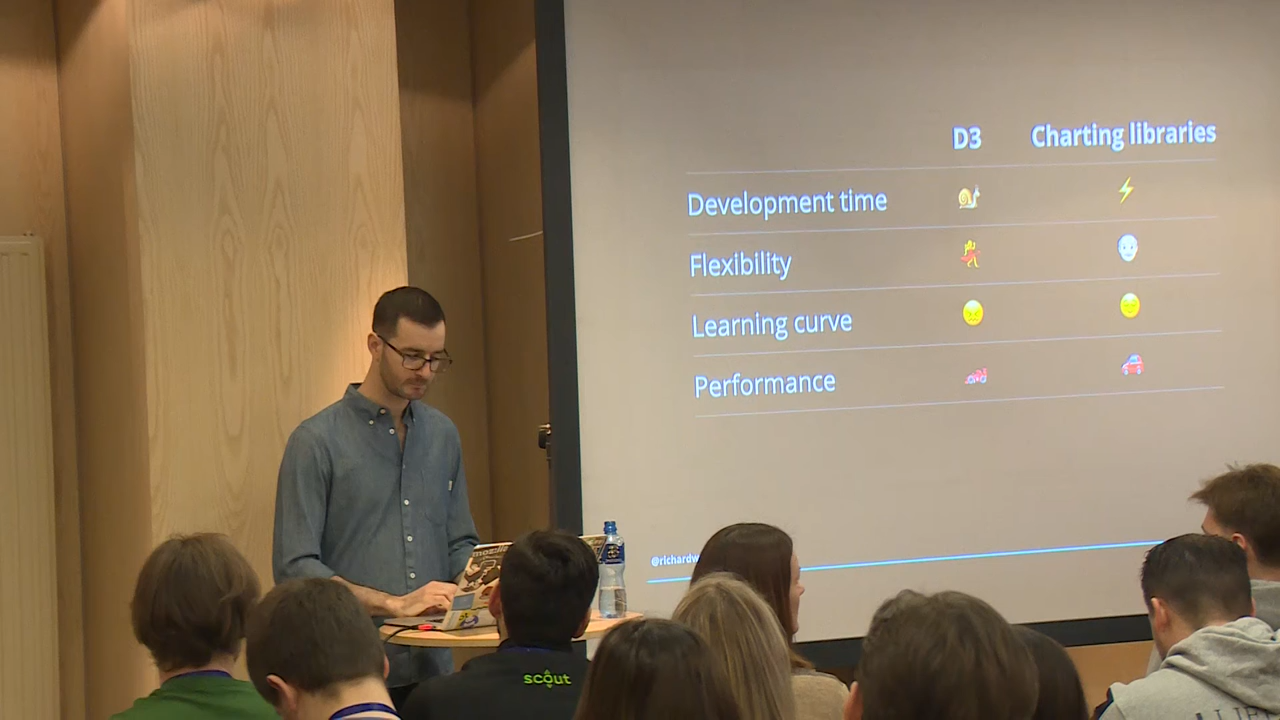 D3 Charting libraries
Development time
Flexibility
Learning curve
Performance
scout